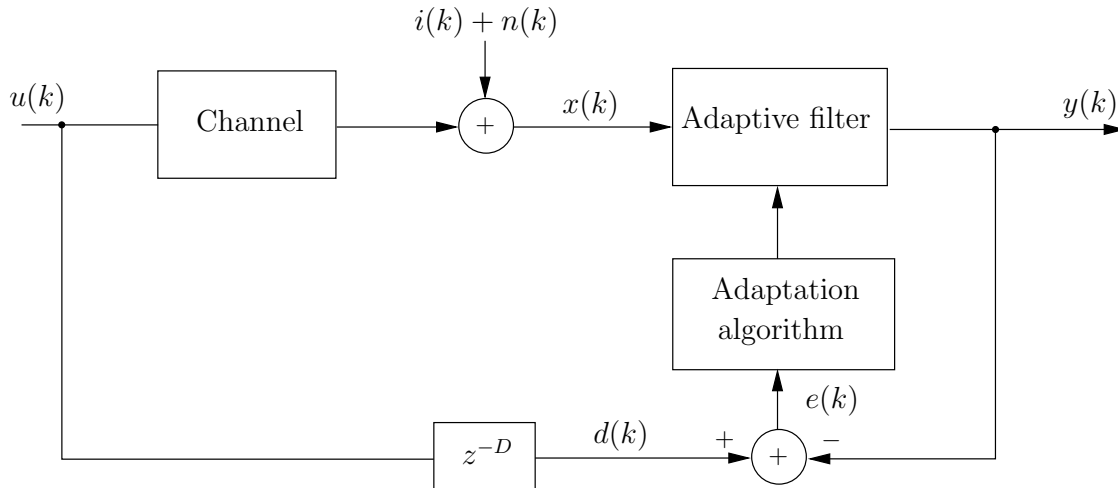 i(k) + n(k)
u(k)
Channel
+
x(k)
Adaptive filter
y(k)
Adaptation
algorithm
e(k)
z^{-D}
d(k)
+
+
−